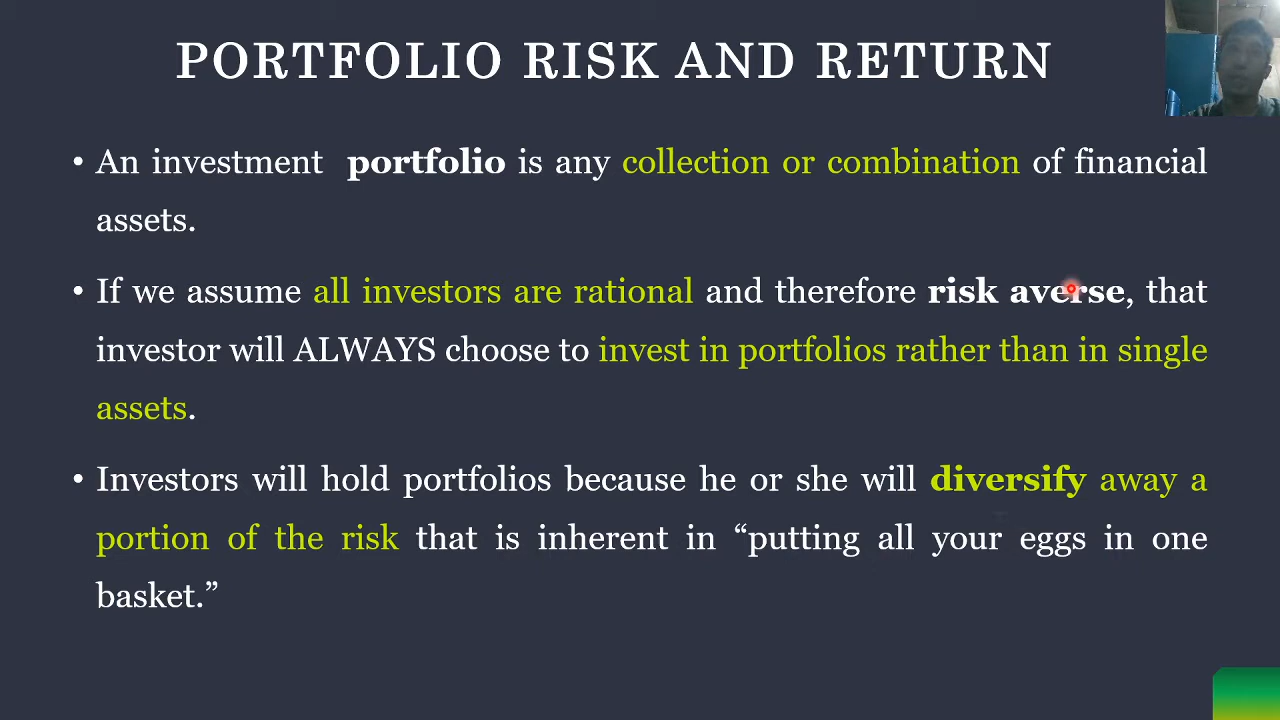 PORTFOLIO RISK AND RETURN
• An investment portfolio is any collection or combination of financial
assets.
• If we assume all investors are rational and therefore risk averse, that
investor will ALWAYS choose to invest in portfolios rather than in single
assets.
• Investors will hold portfolios because he or she will diversify away a
portion of the risk that is inherent in “putting all your eggs in one
basket.”